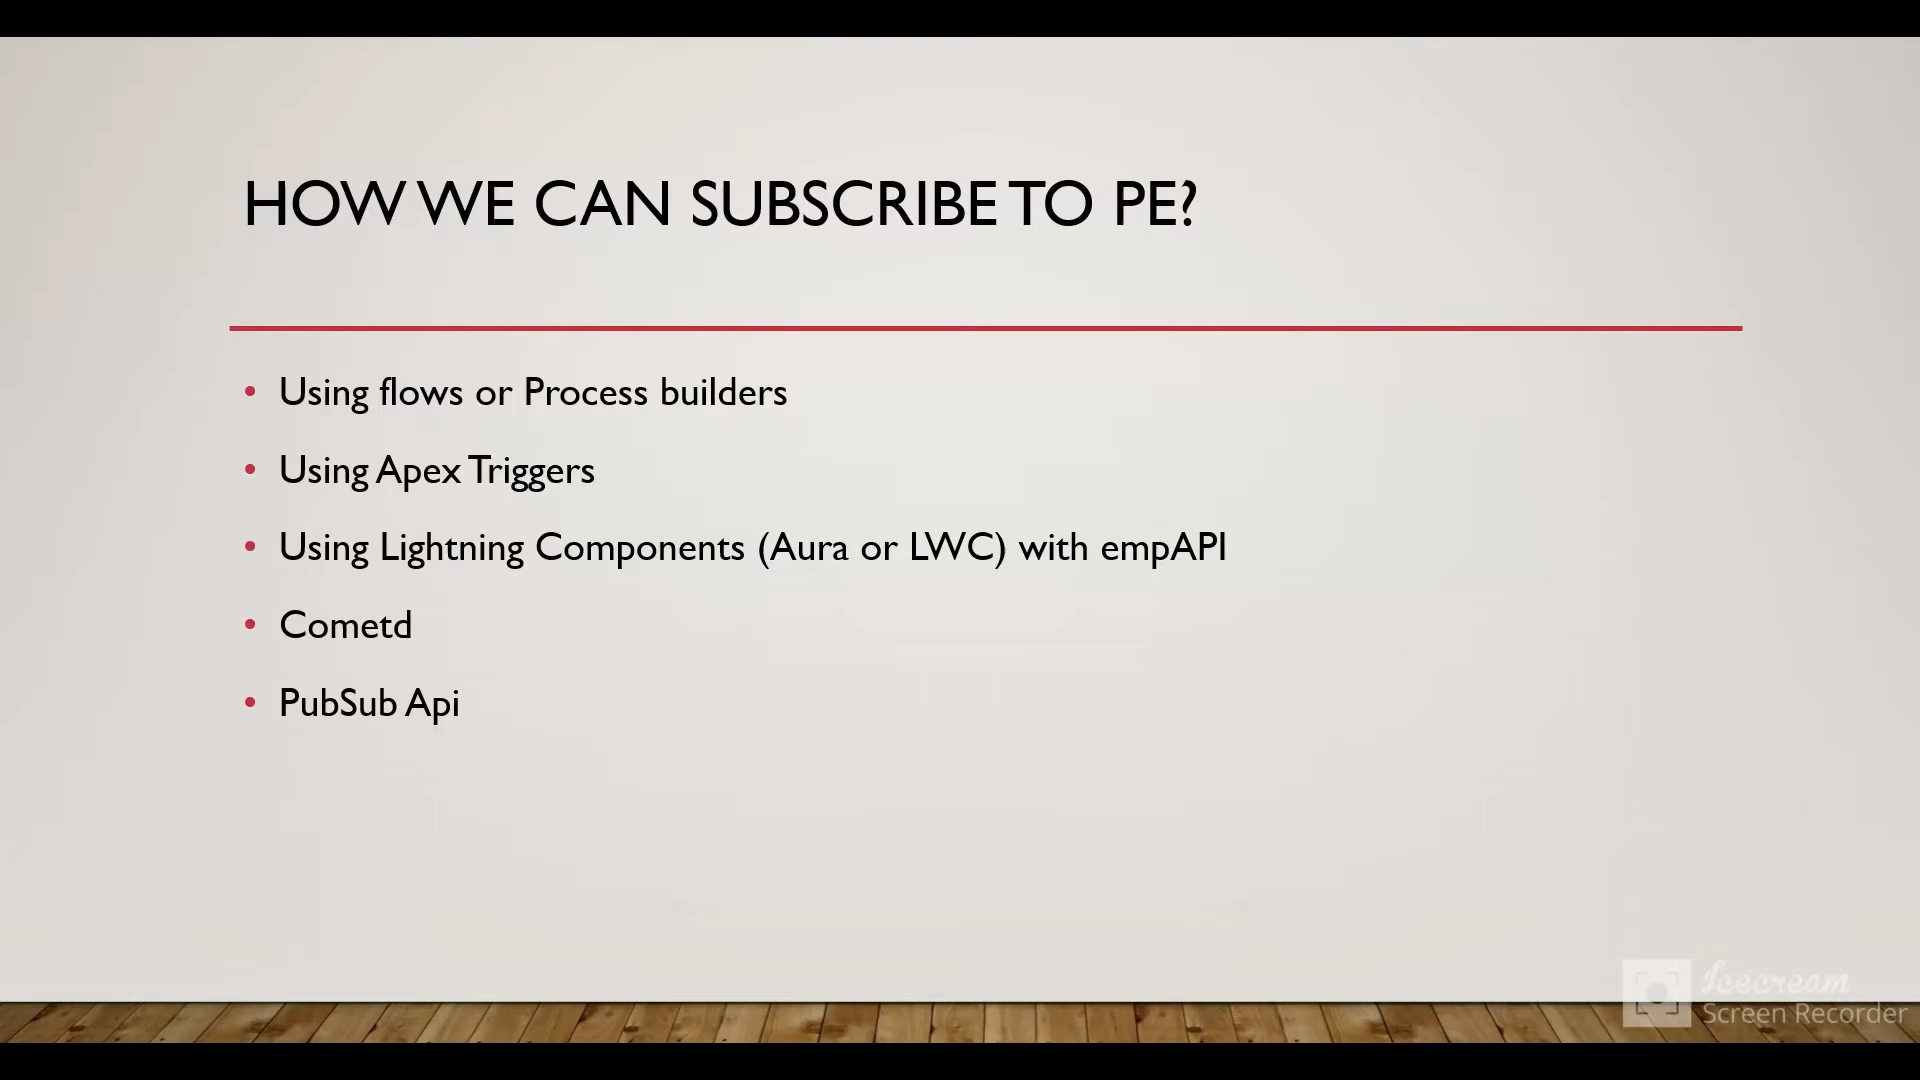 HOW WE CAN SUBSCRIBE TO PE?
• Using flows or Process builders
• Using Apex Triggers
• Using Lightning Components (Aura or LWC) with empAPI
• Cometd
• PubSub Api
Icecream
Screen Recorder